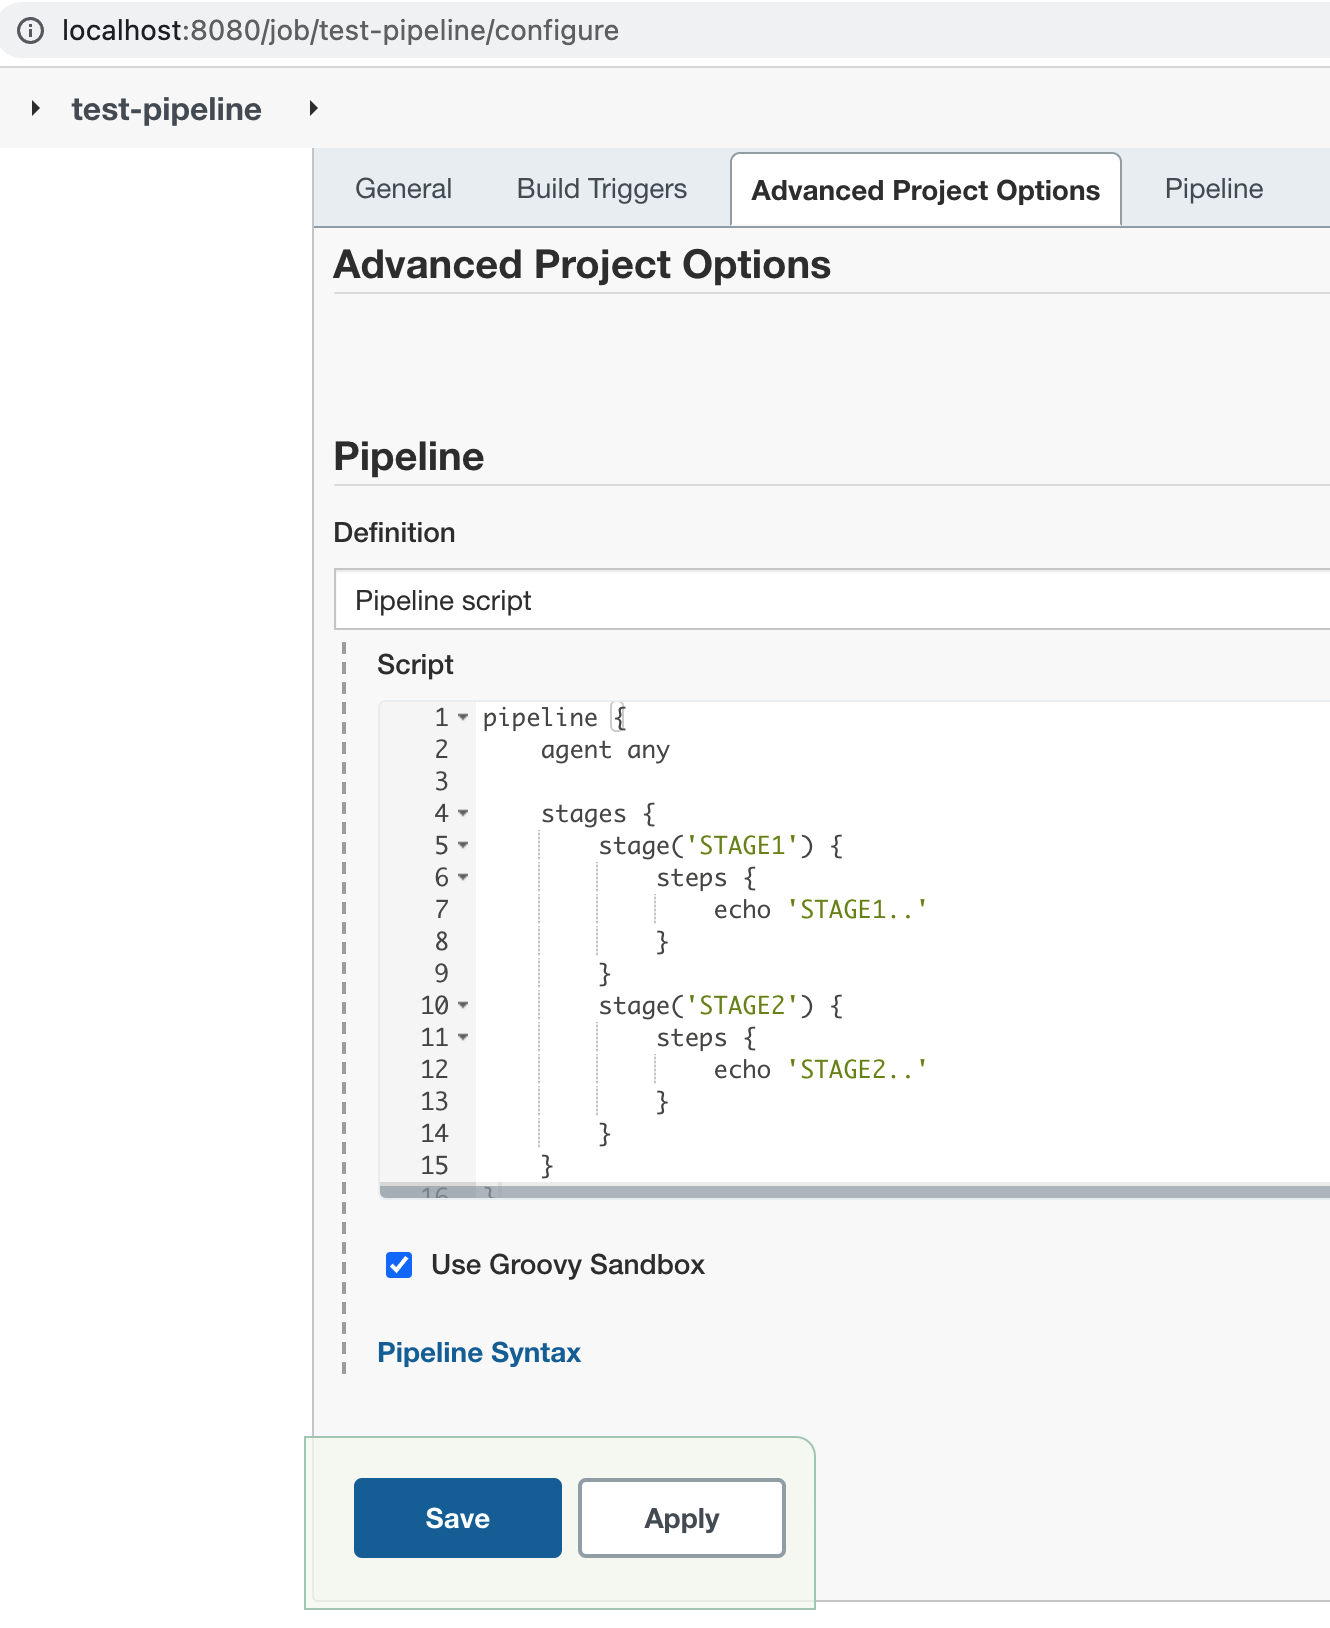 localhost:8080/job/test-pipeline/configure
test-pipeline
General Build Triggers Advanced Project Options Pipeline
Advanced Project Options
Pipeline
Definition
Pipeline script
Script
1 pipeline {
2     agent any
3
4     stages {
5         stage('STAGE1') {
6             steps {
7                 echo 'STAGE1..'
8             }
9         }
10         stage('STAGE2') {
11             steps {
12                 echo 'STAGE2..'
13             }
14         }
15     }
16 }
Use Groovy Sandbox
Pipeline Syntax
Save Apply